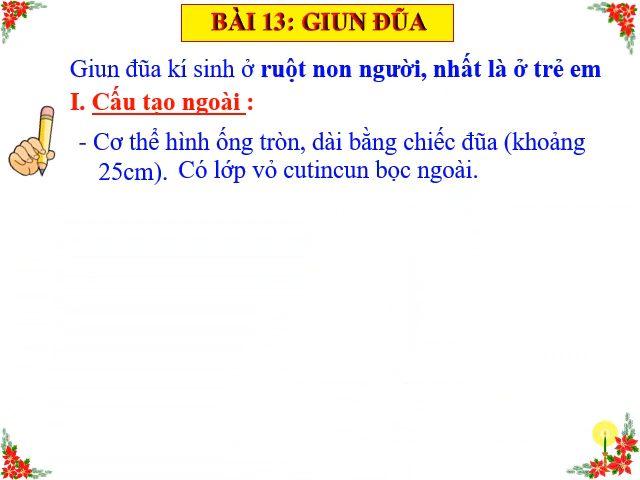 BÀI 13: GIUN ĐŨA
Giun đũa kí sinh ở ruột non người, nhất là ở trẻ em
I. Cấu tạo ngoài :
- Cơ thể hình ống tròn, dài bằng chiếc đũa (khoảng
25cm). Có lớp vỏ cutincun bọc ngoài.